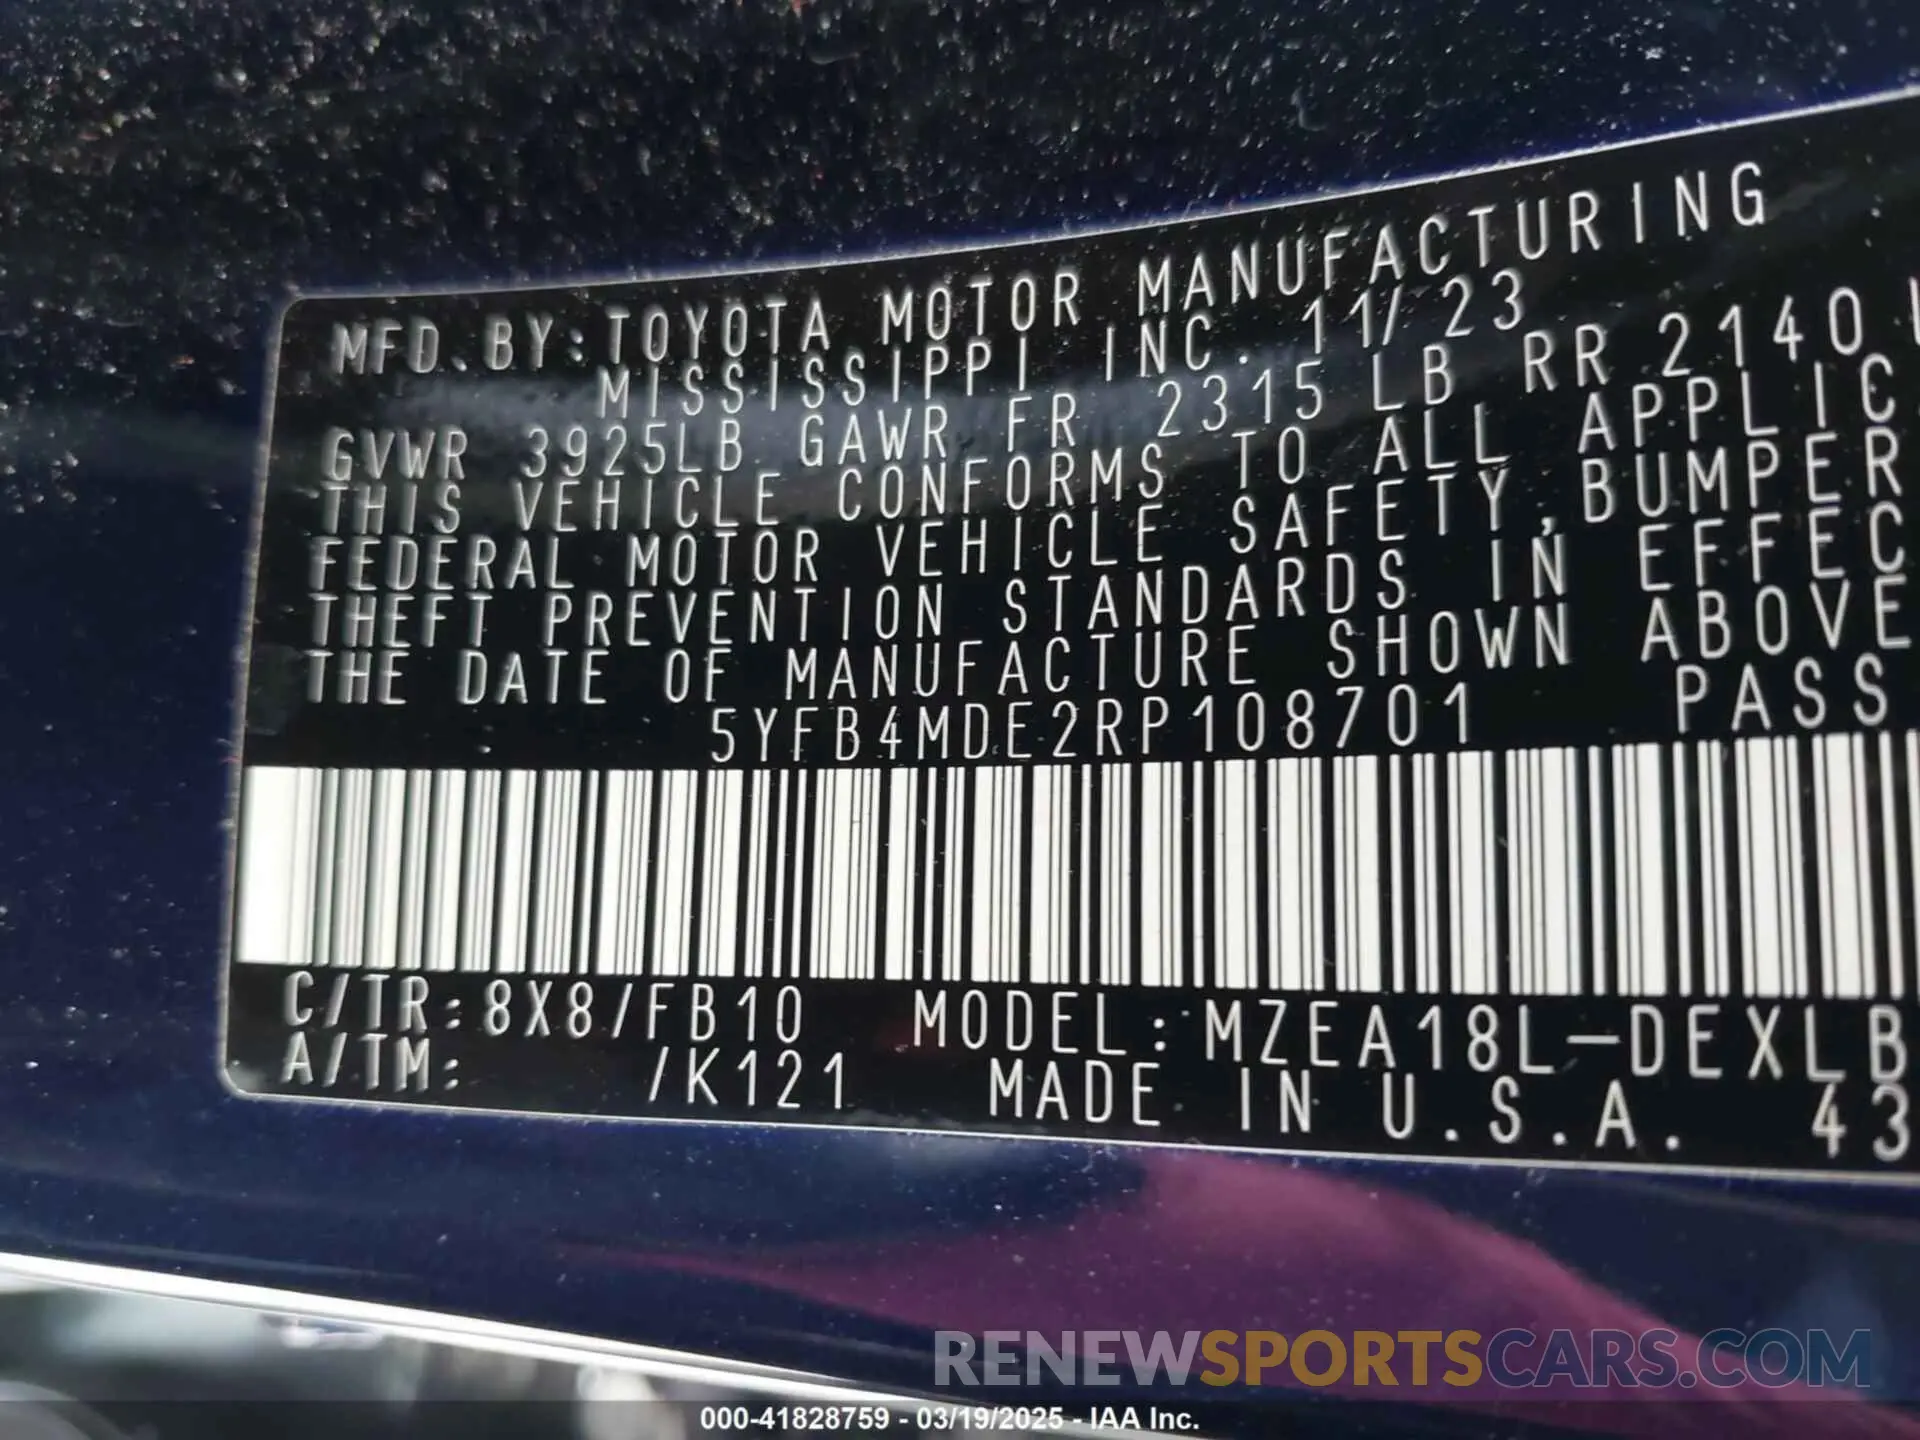 MFD. BY: TOYOTA MOTOR MANUFACTURING
MISSISSIPPI INC. 11/23
GVWR 3925LB GAWR FR 2315 LB RR 2140
THIS VEHICLE CONFORMS TO ALL APPLIC
FEDERAL MOTOR VEHICLE SAFETY, BUMPER
THEFT PREVENTION STANDARDS IN EFFEC
THE DATE OF MANUFACTURE SHOWN ABOVE
5YFB4MDE2RP108701 PASS
C/TR: 8X8/FB10 MODEL: MZEA18L-DEXLB
A/TM: /K121 MADE IN U.S.A. 43
RENEWSPORTSCARS.COM
000-41828759 - 03/19/2025 - IAA Inc.